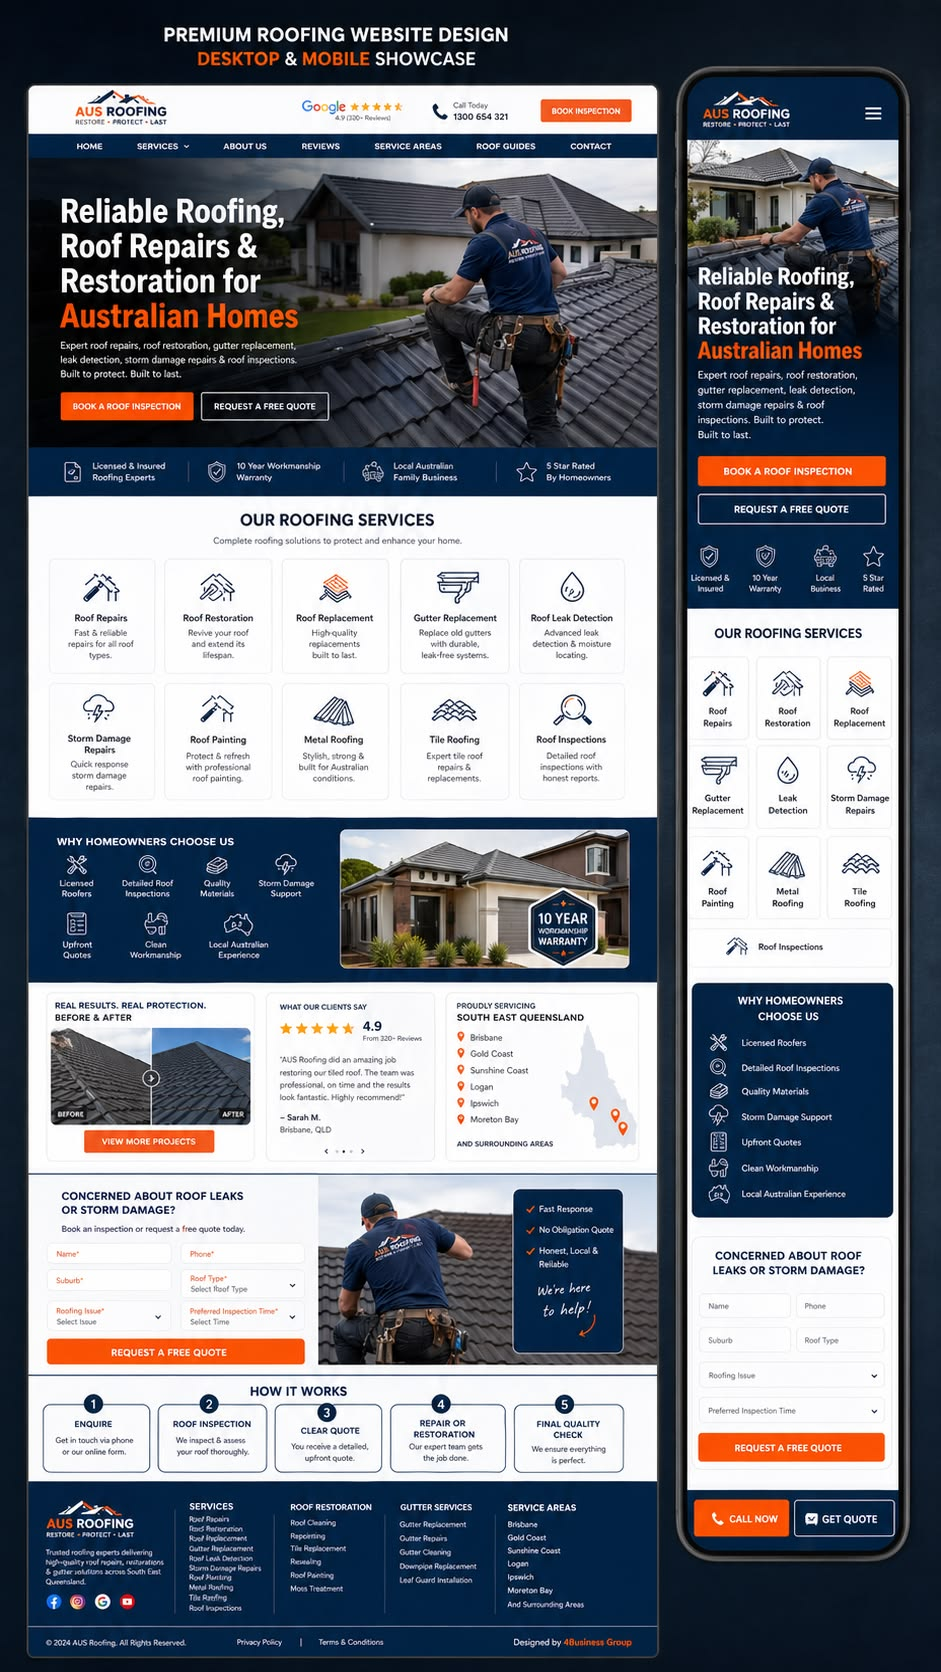 PREMIUM ROOFING WEBSITE DESIGN
DESKTOP & MOBILE SHOWCASE
AUS ROOFING
RESTORE • PROTECT • LAST
Google
4.9 (320+ Reviews)
Call Today
1300 654 321
BOOK INSPECTION
HOME
SERVICES
ABOUT US
REVIEWS
SERVICE AREAS
ROOF GUIDES
CONTACT
Reliable Roofing,
Roof Repairs &
Restoration for
Australian Homes
Expert roof repairs, roof restoration, gutter replacement,
leak detection, storm damage repairs & roof inspections.
Built to protect. Built to last.
BOOK A ROOF INSPECTION
REQUEST A FREE QUOTE
AUS ROOFING
Licensed & Insured
Roofing Experts
10 Year Workmanship
Warranty
Local Australian
Family Business
5 Star Rated
By Homeowners
OUR ROOFING SERVICES
Complete roofing solutions to protect and enhance your home.
Roof Repairs
Fast & reliable
repairs for all roof
types.
Roof Restoration
Revive your roof
and extend its
lifespan.
Roof Replacement
High-quality
replacements
built to last.
Gutter Replacement
Replace old gutters
with durable,
leak-free systems.
Roof Leak Detection
Advanced leak
detection & moisture
locating.
Storm Damage
Repairs
Quick response
storm damage
repairs.
Roof Painting
Protect & refresh
with professional
roof painting.
Metal Roofing
Stylish, strong &
built for Australian
conditions.
Tile Roofing
Expert tile roof
repairs &
replacements.
Roof Inspections
Detailed roof
inspections with
honest reports.
WHY HOMEOWNERS CHOOSE US
Licensed
Roofers
Detailed Roof
Inspections
Quality
Materials
Storm Damage
Support
Upfront
Quotes
Clean
Workmanship
Local Australian
Experience
10 YEAR
WORKMANSHIP
WARRANTY
REAL RESULTS. REAL PROTECTION.
BEFORE & AFTER
BEFORE
AFTER
VIEW MORE PROJECTS
WHAT OUR CLIENTS SAY
4.9
From 320+ Reviews
"AUS Roofing did an amazing job
restoring our tiled roof. The team was
professional, on time and the results
look fantastic. Highly recommend!"
– Sarah M.
Brisbane, QLD
PROUDLY SERVICING
SOUTH EAST QUEENSLAND
Brisbane
Gold Coast
Sunshine Coast
Logan
Ipswich
Moreton Bay
AND SURROUNDING AREAS
CONCERNED ABOUT ROOF LEAKS
OR STORM DAMAGE?
Book an inspection or request a free quote today.
Name*
Phone*
Suburb*
Roof Type*
Select Roof Type
Roofing Issue*
Select Issue
Preferred Inspection Time*
Select Time
REQUEST A FREE QUOTE
AUS ROOFING
Fast Response
No Obligation Quote
Honest, Local &
Reliable
We're here
to help!
HOW IT WORKS
1
ENQUIRE
Get in touch via phone
or our online form.
2
ROOF INSPECTION
We inspect & assess
your roof thoroughly.
3
CLEAR QUOTE
You receive a detailed,
upfront quote.
4
REPAIR OR
RESTORATION
Our expert team gets
the job done.
5
FINAL QUALITY
CHECK
We ensure everything
is perfect.
AUS ROOFING
RESTORE • PROTECT • LAST
Trusted roofing experts delivering
high-quality roof repairs, restorations
& gutter solutions across South East
Queensland.
SERVICES
Roof Repairs
Roof Restoration
Roof Replacement
Gutter Replacement
Roof Leak Detection
Storm Damage Repairs
Roof Painting
Metal Roofing
Tile Roofing
Roof Inspections
ROOF RESTORATION
Roof Cleaning
Repointing
Tile Replacement
Resealing
Roof Painting
Moss Treatment
GUTTER SERVICES
Gutter Replacement
Gutter Repairs
Gutter Cleaning
Downpipe Replacement
Leaf Guard Installation
SERVICE AREAS
Brisbane
Gold Coast
Sunshine Coast
Logan
Ipswich
Moreton Bay
And Surrounding Areas
© 2024 AUS Roofing. All Rights Reserved.
Privacy Policy | Terms & Conditions
Designed by 4Business Group
AUS ROOFING
RESTORE • PROTECT • LAST
AUS ROOFING
Reliable Roofing,
Roof Repairs &
Restoration for
Australian Homes
Expert roof repairs, roof restoration,
gutter replacement, leak detection,
storm damage repairs & roof
inspections. Built to protect.
Built to last.
BOOK A ROOF INSPECTION
REQUEST A FREE QUOTE
Licensed &
Insured
10 Year
Warranty
Local
Business
5 Star
Rated
OUR ROOFING SERVICES
Roof
Repairs
Roof
Restoration
Roof
Replacement
Gutter
Replacement
Leak
Detection
Storm Damage
Repairs
Roof
Painting
Metal
Roofing
Tile
Roofing
Roof Inspections
WHY HOMEOWNERS
CHOOSE US
Licensed Roofers
Detailed Roof Inspections
Quality Materials
Storm Damage Support
Upfront Quotes
Clean Workmanship
Local Australian Experience
CONCERNED ABOUT ROOF
LEAKS OR STORM DAMAGE?
Name
Phone
Suburb
Roof Type
Roofing Issue
Preferred Inspection Time
REQUEST A FREE QUOTE
CALL NOW
GET QUOTE